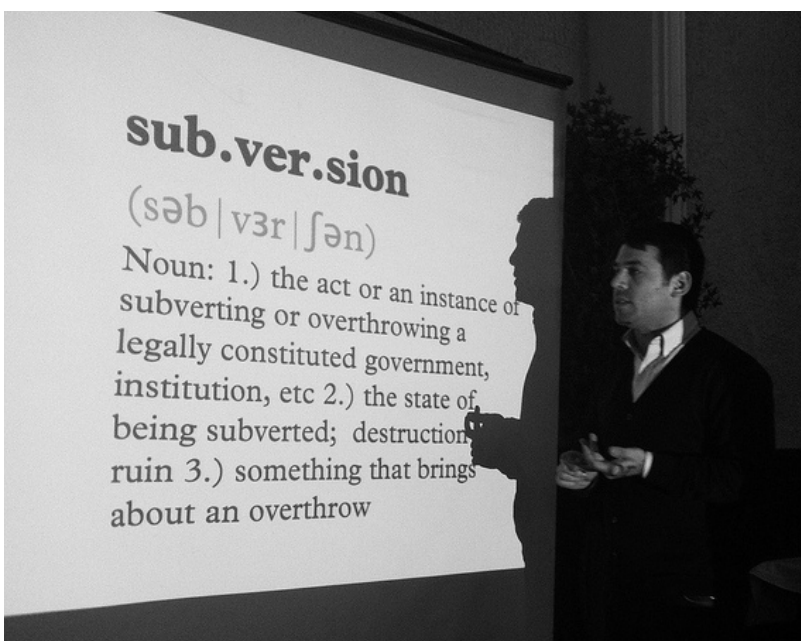 sub.ver.sion
(səb|vɜr|ʃən)
Noun: 1.) the act or an instance of
subverting or overthrowing a
legally constituted government,
institution, etc 2.) the state of
being subverted; destruction
ruin 3.) something that brings
about an overthrow